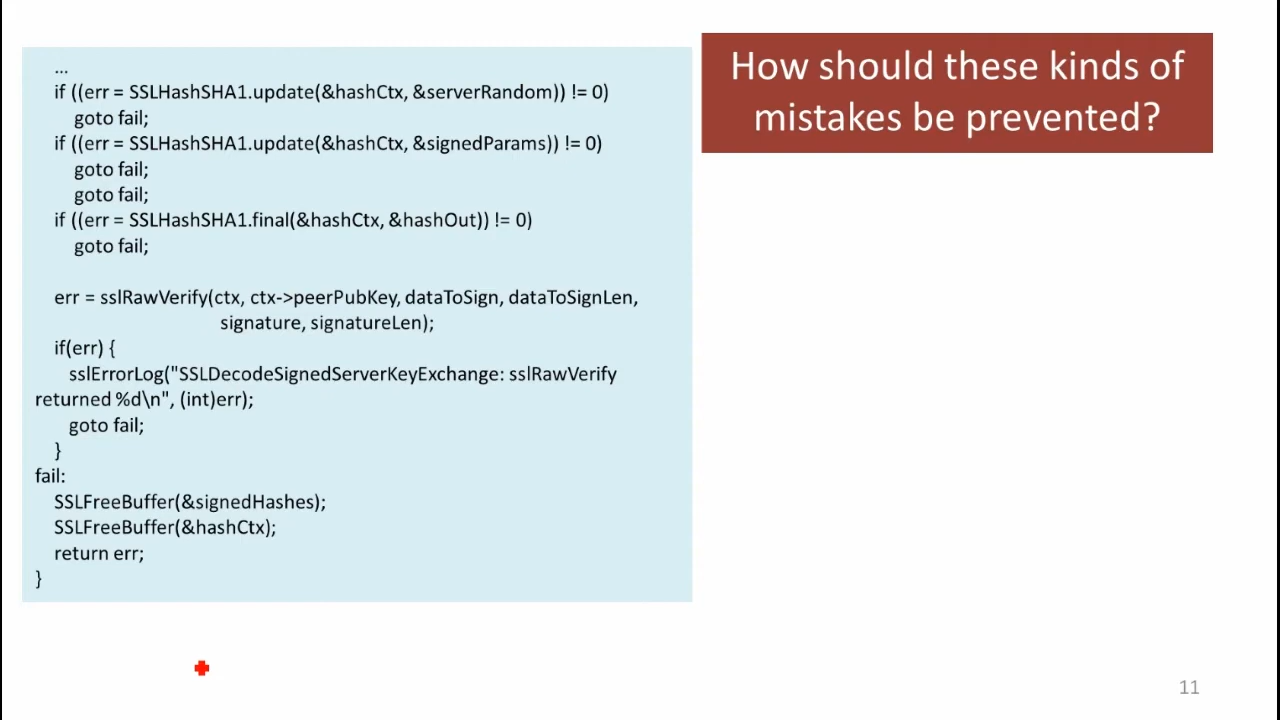 ...
if ((err = SSLHashSHA1.update(&hashCtx, &serverRandom)) != 0)
goto fail;
if ((err = SSLHashSHA1.update(&hashCtx, &signedParams)) != 0)
goto fail;
goto fail;
if ((err = SSLHashSHA1.final(&hashCtx, &hashOut)) != 0)
goto fail;
err = sslRawVerify(ctx, ctx->peerPubKey, dataToSign, dataToSignLen,
signature, signatureLen);
if(err) {
sslErrorLog("SSLDecodeSignedServerKeyExchange: sslRawVerify
returned %d\n", (int)err);
goto fail;
}
fail:
SSLFreeBuffer(&signedHashes);
SSLFreeBuffer(&hashCtx);
return err;
}
How should these kinds of
mistakes be prevented?
11